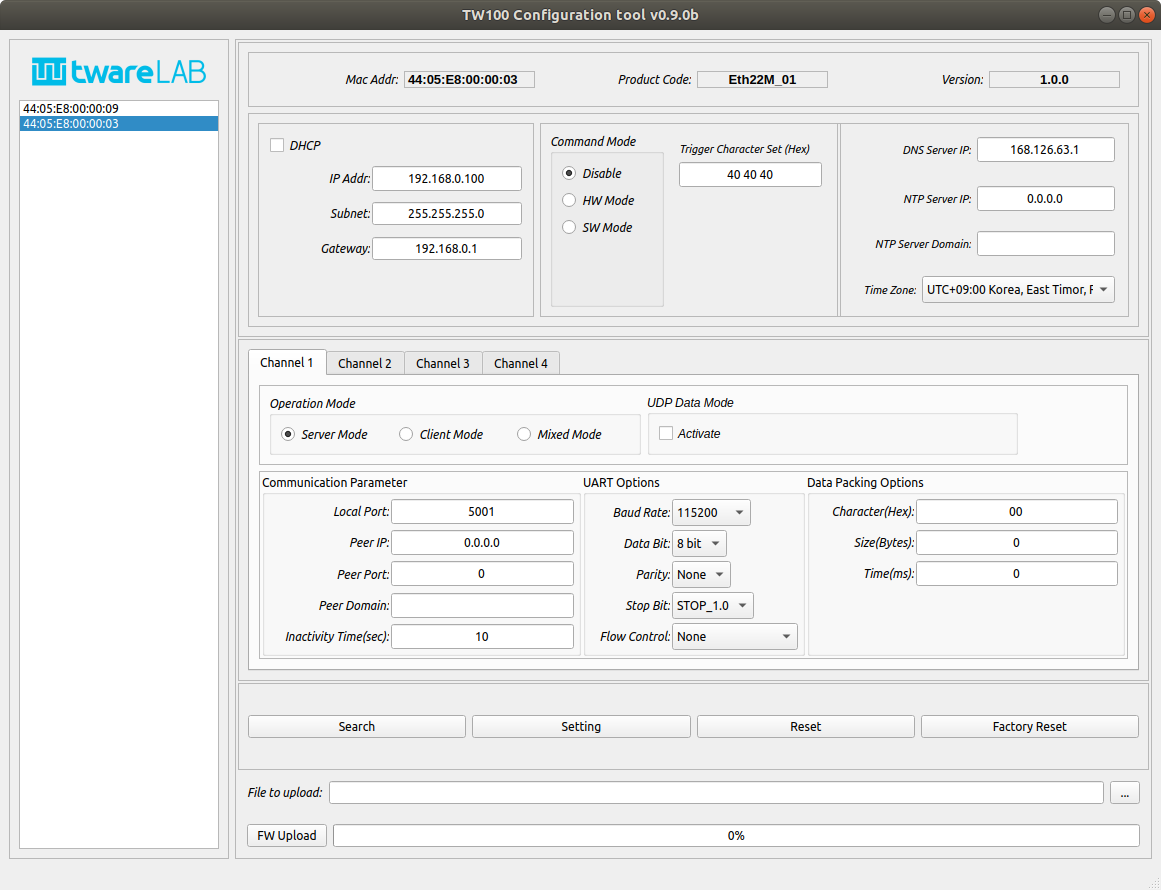 TW100 Configuration tool v0.9.0b
twareLAB
44:05:E8:00:00:09
44:05:E8:00:00:03
Mac Addr: 44:05:E8:00:00:03 Product Code: Eth22M_01 Version: 1.0.0
DHCP
IP Addr: 192.168.0.100
Subnet: 255.255.255.0
Gateway: 192.168.0.1
Command Mode
Disable
HW Mode
SW Mode
Trigger Character Set (Hex)
40 40 40
DNS Server IP: 168.126.63.1
NTP Server IP: 0.0.0.0
NTP Server Domain:
Time Zone: UTC+09:00 Korea, East Timor,
Channel 1 Channel 2 Channel 3 Channel 4
Operation Mode
Server Mode Client Mode Mixed Mode
UDP Data Mode
Activate
Communication Parameter
Local Port: 5001
Peer IP: 0.0.0.0
Peer Port: 0
Peer Domain:
Inactivity Time(sec): 10
UART Options
Baud Rate: 115200
Data Bit: 8 bit
Parity: None
Stop Bit: STOP_1.0
Flow Control: None
Data Packing Options
Character(Hex): 00
Size(Bytes): 0
Time(ms): 0
Search Setting Reset Factory Reset
File to upload: ...
FW Upload 0%